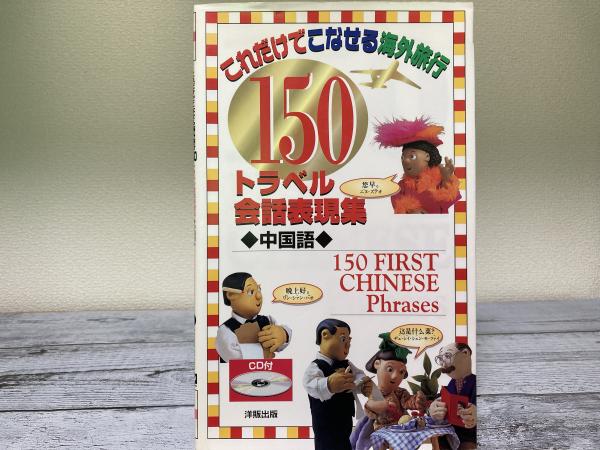 これだけでこなせる海外旅行
150
トラベル
会話表現集
◆中国語◆
您早。
150 FIRST
CHINESE
Phrases
晚上好。
这是什么菜?
CD付
洋販出版